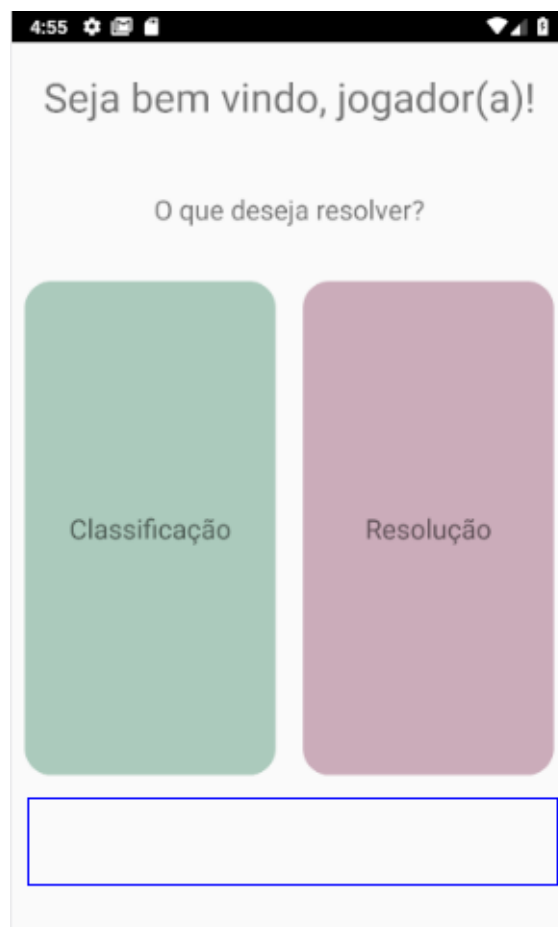 4:55
Seja bem vindo, jogador(a)!
O que deseja resolver?
Classificação
Resolução